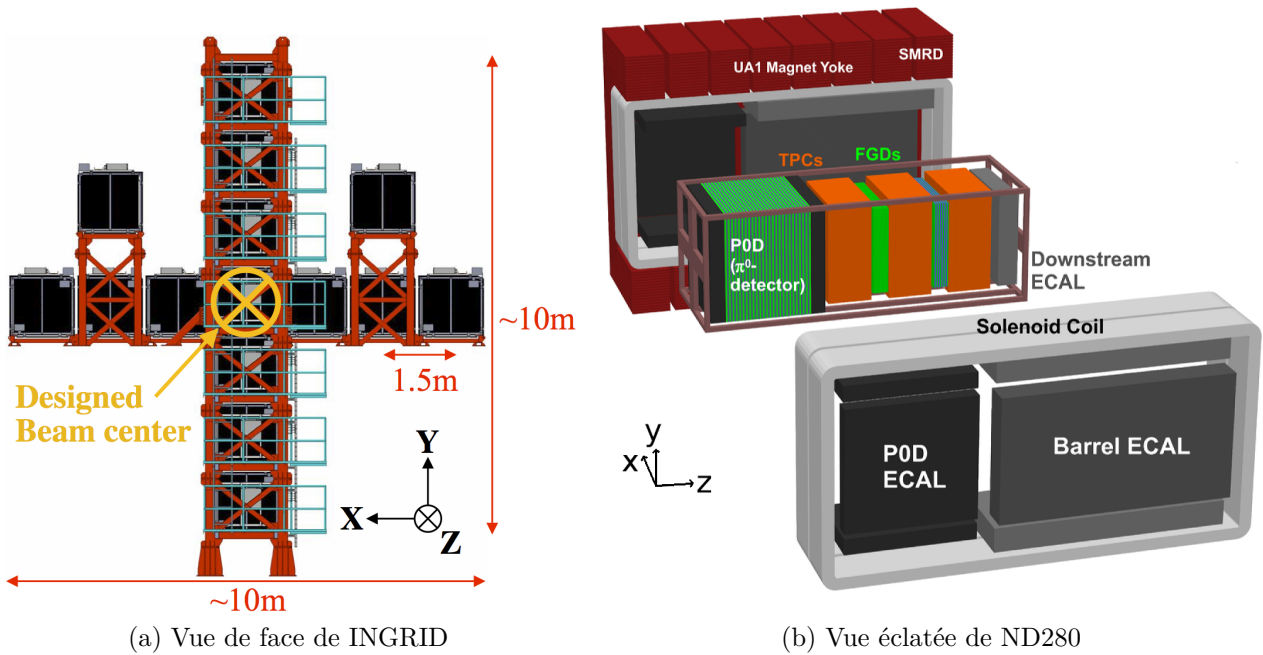 ~10m
1.5m
Designed
Beam center
Y
X
Z
~10m
(a) Vue de face de INGRID
SMRD
UA1 Magnet Yoke
TPCs
FGDs
P0D
(π⁰-
detector)
Downstream
ECAL
Solenoid Coil
y
x
z
P0D
ECAL
Barrel ECAL
(b) Vue éclatée de ND280